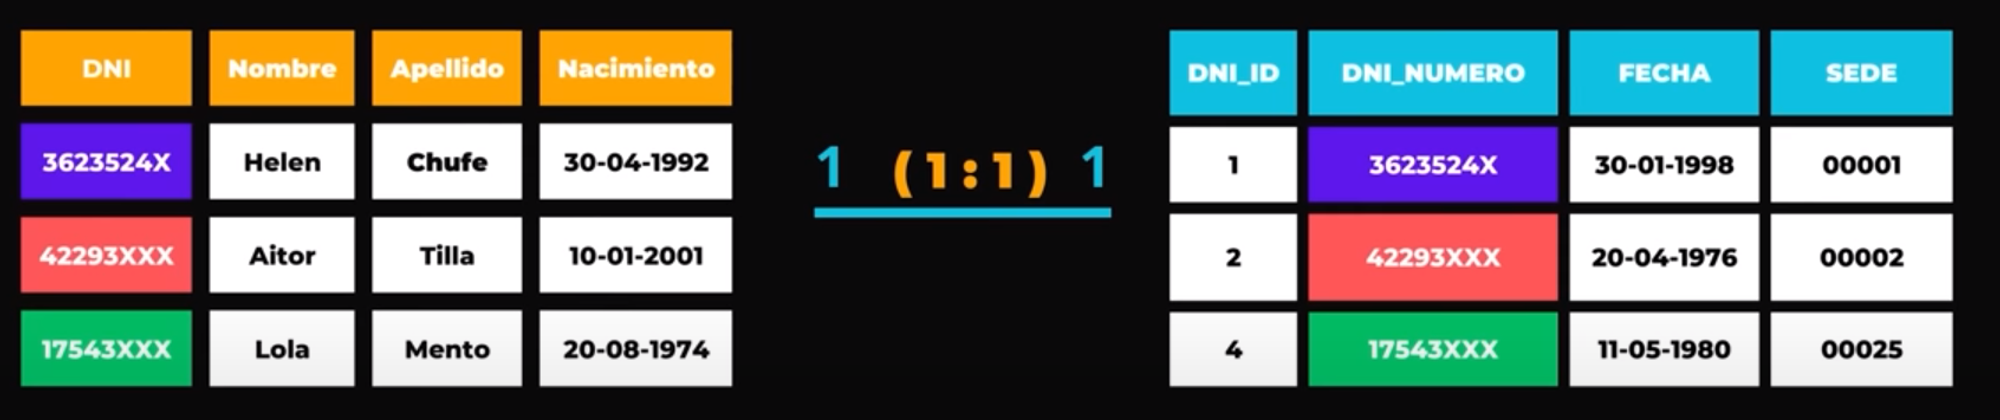 DNI Nombre Apellido Nacimiento
3623524X Helen Chufe 30-04-1992
42293XXX Aitor Tilla 10-01-2001
17543XXX Lola Mento 20-08-1974
1 (1:1) 1
DNI_ID DNI_NUMERO FECHA SEDE
1 3623524X 30-01-1998 00001
2 42293XXX 20-04-1976 00002
4 17543XXX 11-05-1980 00025